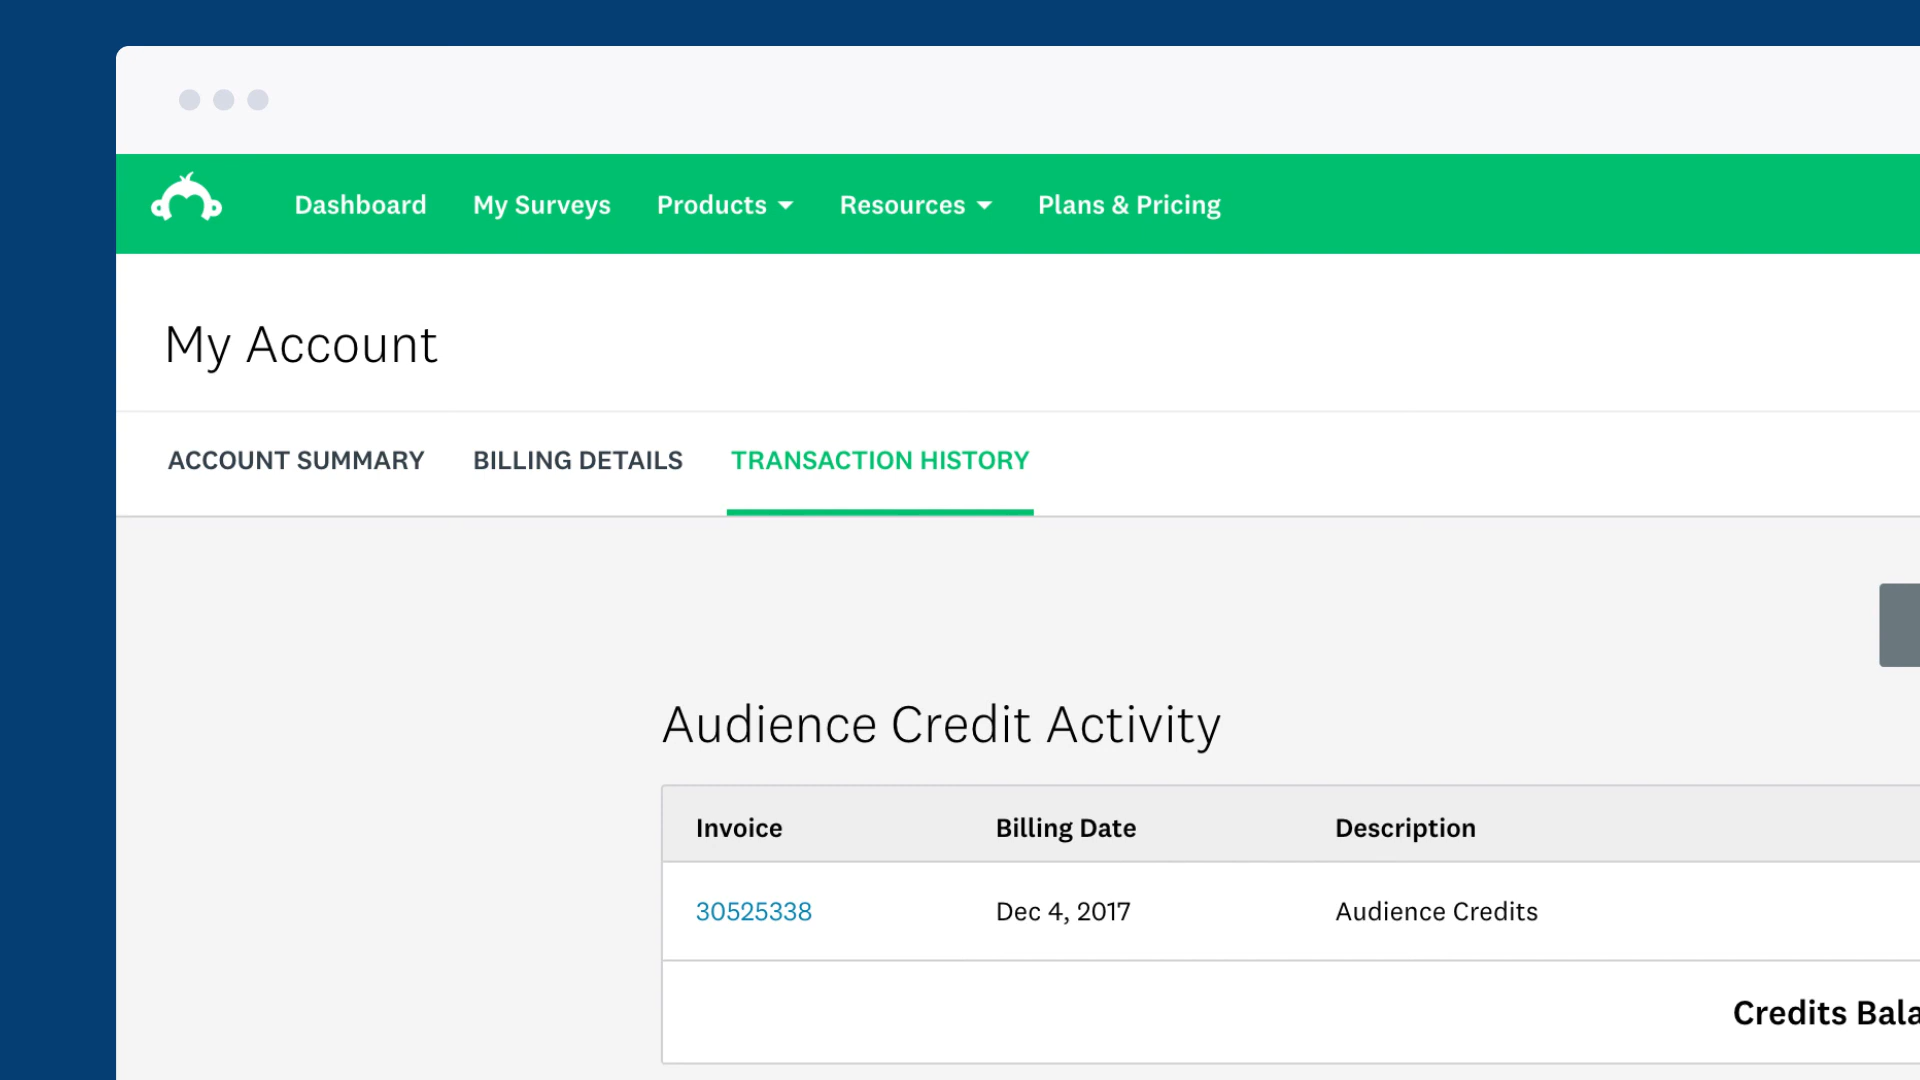 Dashboard My Surveys Products Resources Plans & Pricing
My Account
ACCOUNT SUMMARY BILLING DETAILS TRANSACTION HISTORY
Audience Credit Activity
Invoice Billing Date Description
30525338 Dec 4, 2017 Audience Credits
Credits Bala